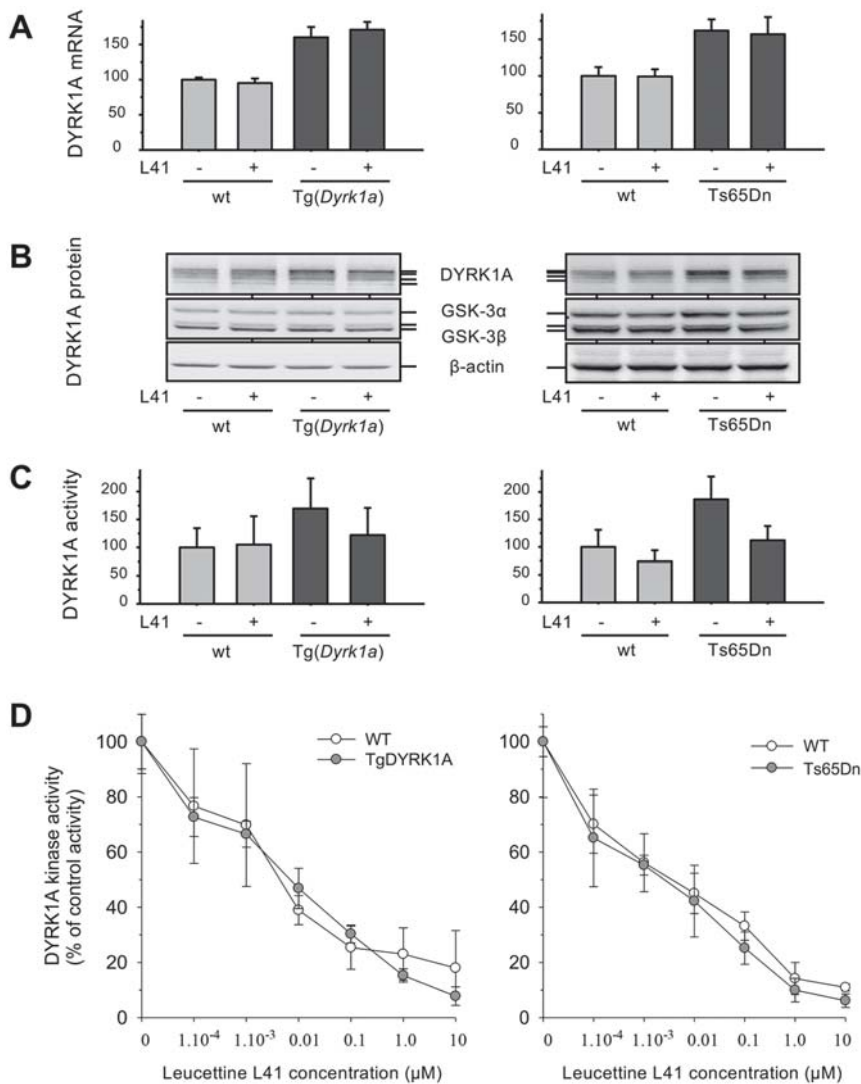 A
DYRK1A mRNA
150
100
50
0
L41 - + - +
wt Tg(Dyrk1a)
150
100
50
0
L41 - + - +
wt Ts65Dn
B
DYRK1A protein
DYRK1A
GSK-3α
GSK-3β
β-actin
L41 - + - +
wt Tg(Dyrk1a)
L41 - + - +
wt Ts65Dn
C
DYRK1A activity
200
150
100
50
0
L41 - + - +
wt Tg(Dyrk1a)
200
150
100
50
0
L41 - + - +
wt Ts65Dn
D
DYRK1A kinase activity
(% of control activity)
100
80
60
40
20
0
WT
TgDYRK1A
0 1.10⁻⁴ 1.10⁻³ 0.01 0.1 1.0 10
Leucettine L41 concentration (µM)
100
80
60
40
20
0
WT
Ts65Dn
0 1.10⁻⁴ 1.10⁻³ 0.01 0.1 1.0 10
Leucettine L41 concentration (µM)